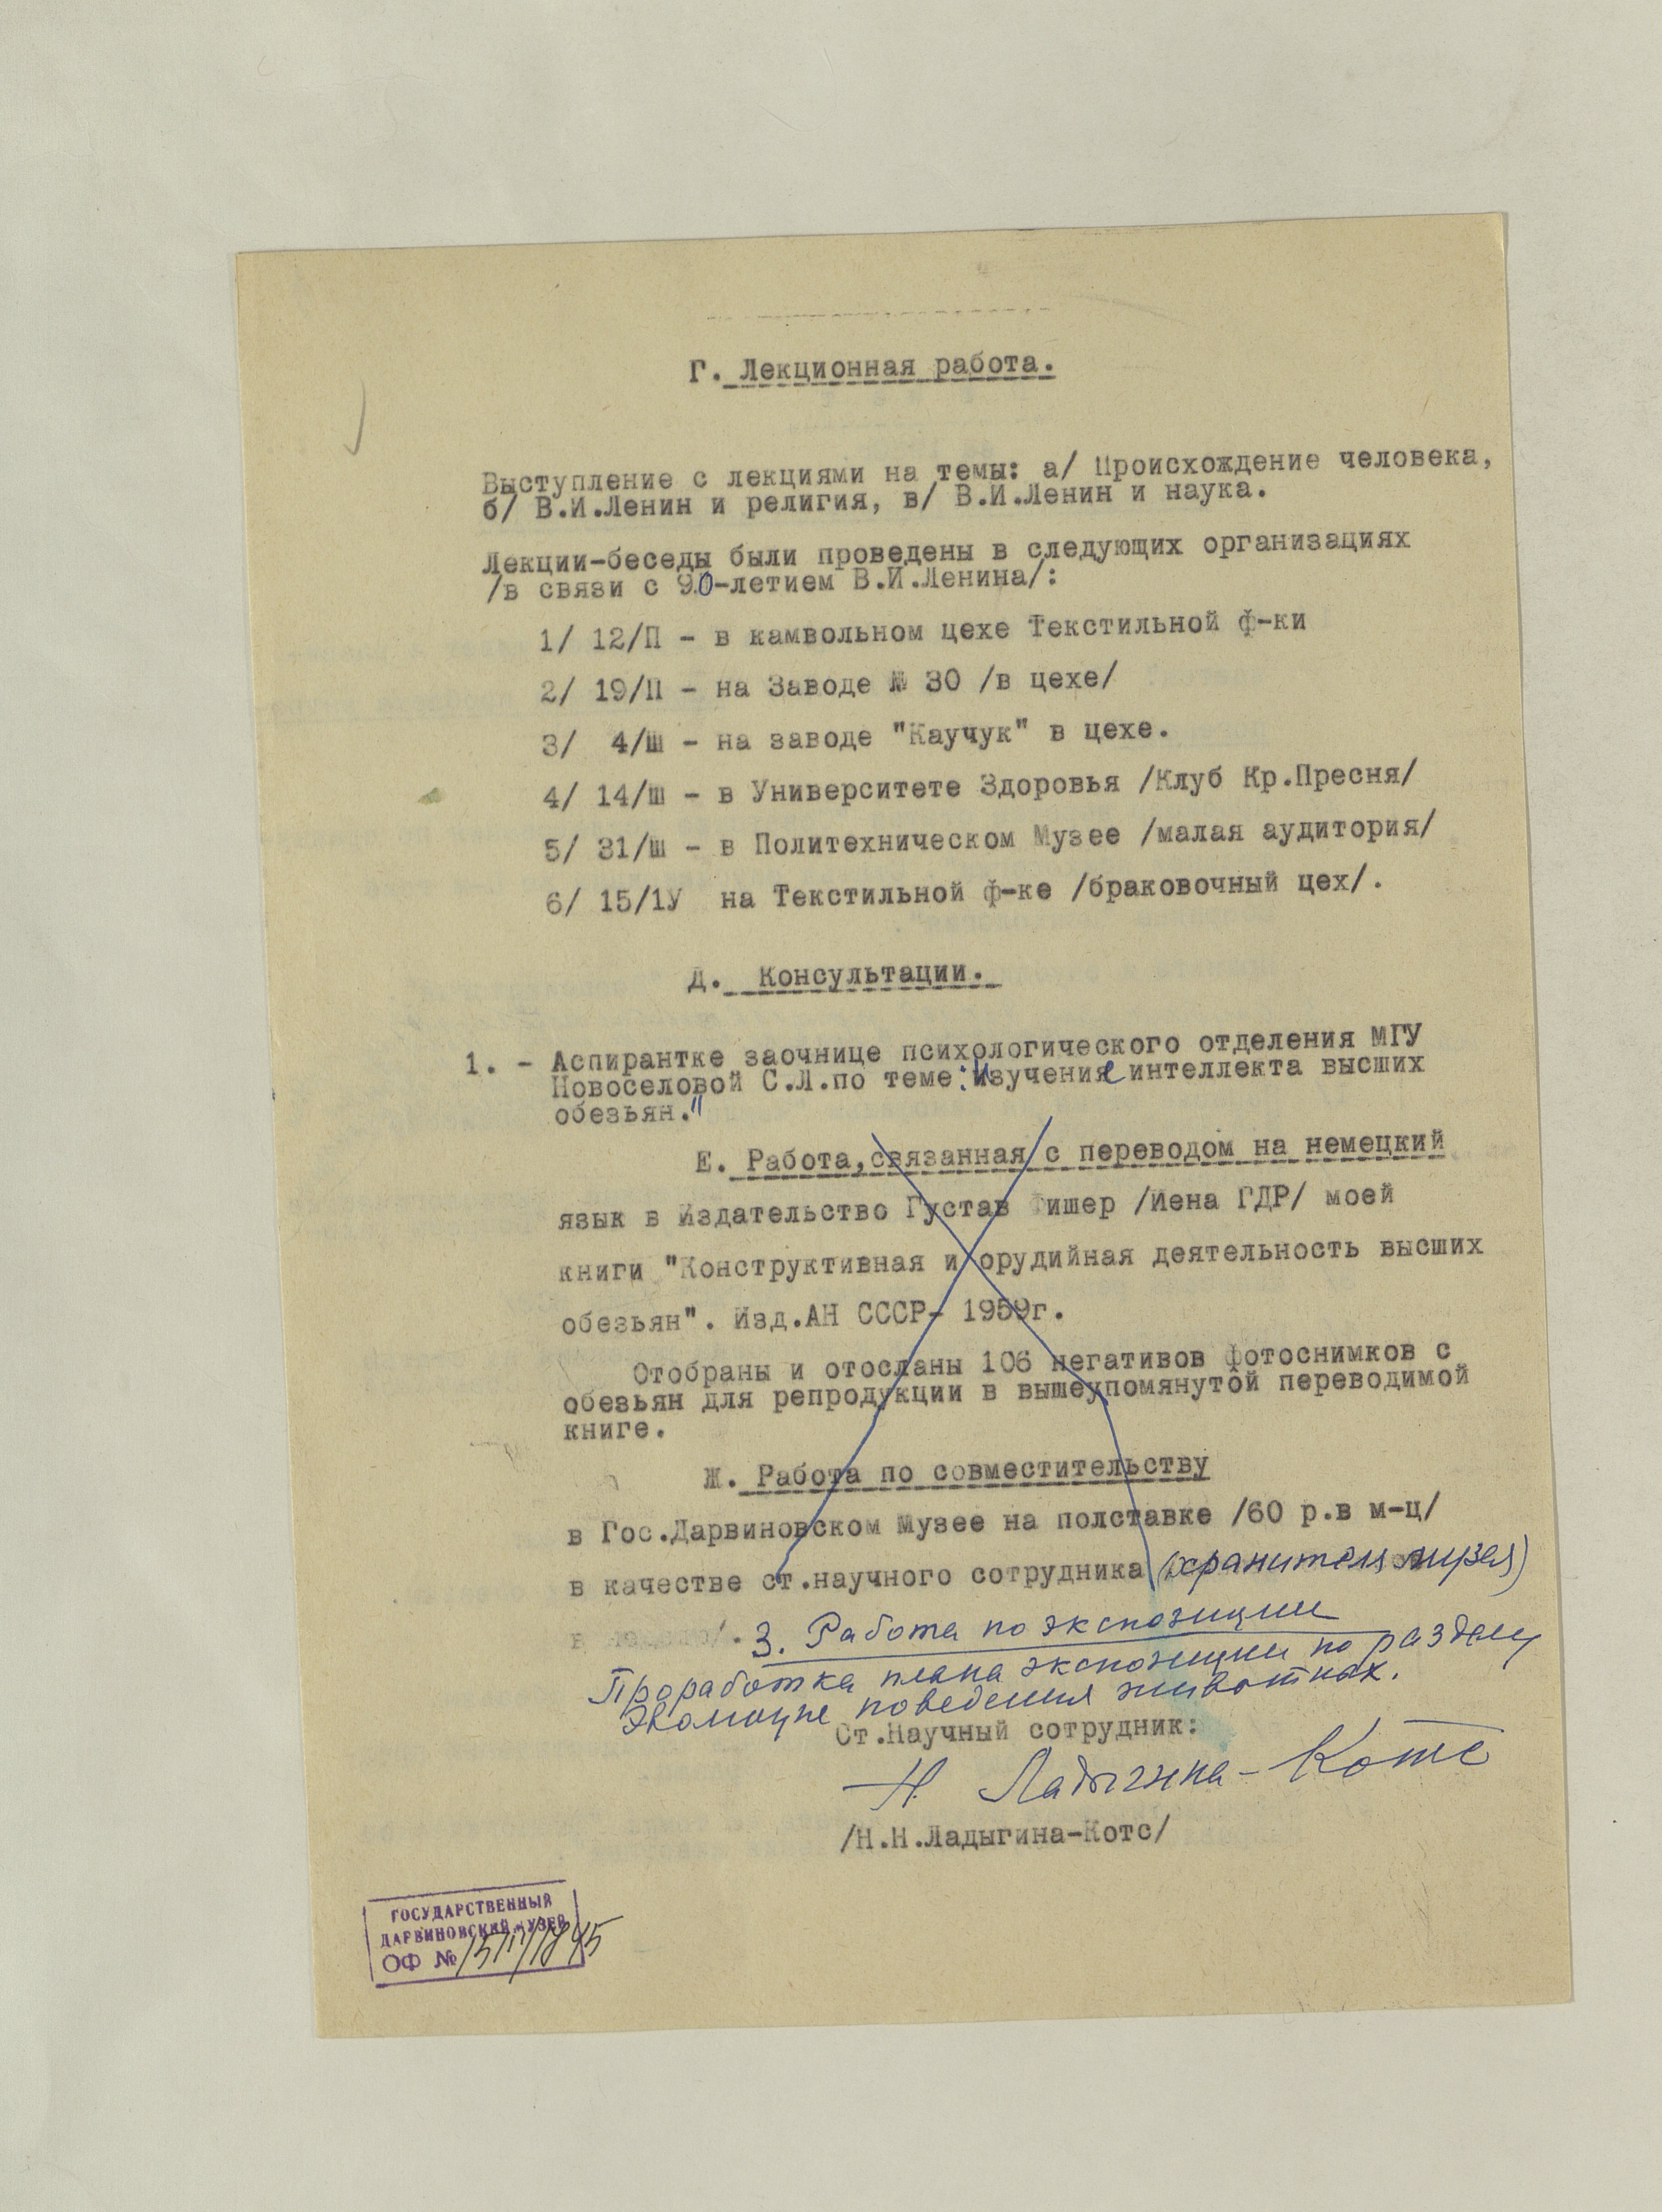 Г. Лекционная работа.
Выступление с лекциями на темы: а/ Происхождение человека,
б/ В.И.Ленин и религия, в/ В.И.Ленин и наука.
Лекции-беседы были проведены в следующих организациях
/в связи с 90-летием В.И.Ленина/:
1/ 12/П - в камвольном цехе Текстильной ф-ки
2/ 19/П - на Заводе № 30 /в цехе/
3/ 4/Ш - на заводе "Каучук" в цехе.
4/ 14/Ш - в Университете Здоровья /Клуб Кр.Пресня/
5/ 31/Ш - в Политехническом Музее /малая аудитория/
6/ 15/1У на Текстильной ф-ке /браковочный цех/.
Д. Консультации.
1. - Аспирантке заочнице психологического отделения МГУ
Новоселовой С.Л.по теме: "Изучение интеллекта высших
обезьян."
Е. Работа,связанная с переводом на немецкий
язык в Издательство Густав Фишер /Иена ГДР/ моей
книги "Конструктивная и орудийная деятельность высших
обезьян". Изд.АН СССР- 1959г.
Отобраны и отосланы 106 негативов фотоснимков с
обезьян для репродукции в вышеупомянутой переводимой
книге.
Ж. Работа по совместительству
в Гос.Дарвиновском Музее на полставке /60 р.в м-ц/
в качестве ст.научного сотрудника (хранителя музея)
З. Работа по экспозиции
Проработка плана экспозиции по разделу
Эволюцие поведения животных.
Ст.Научный сотрудник:
Н. Ладыгина-Котс
/Н.Н.Ладыгина-Котс/
ГОСУДАРСТВЕННЫЙ
ДАРВИНОВСКИЙ МУЗЕЙ
ОФ №